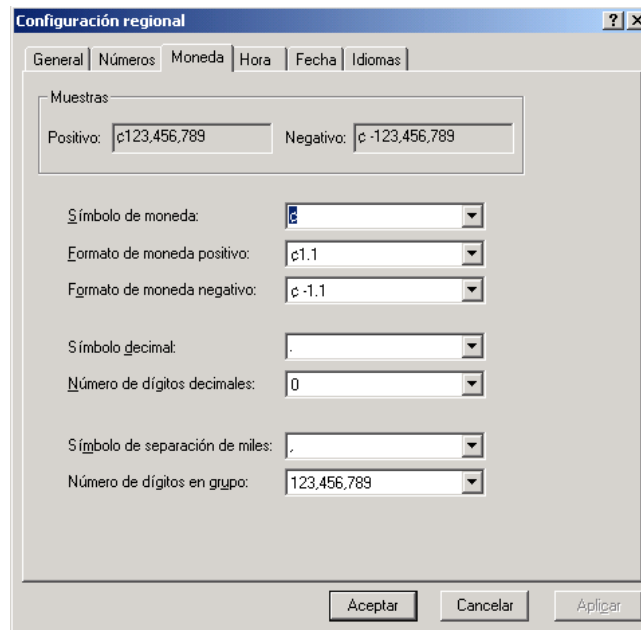 Configuración regional
General Números Moneda Hora Fecha Idiomas
Muestras
Positivo: ¢123,456,789 Negativo: ¢ -123,456,789
Símbolo de moneda: ¢
Formato de moneda positivo: ¢1.1
Formato de moneda negativo: ¢ -1.1
Símbolo decimal: .
Número de dígitos decimales: 0
Símbolo de separación de miles: ,
Número de dígitos en grupo: 123,456,789
Aceptar Cancelar Aplicar